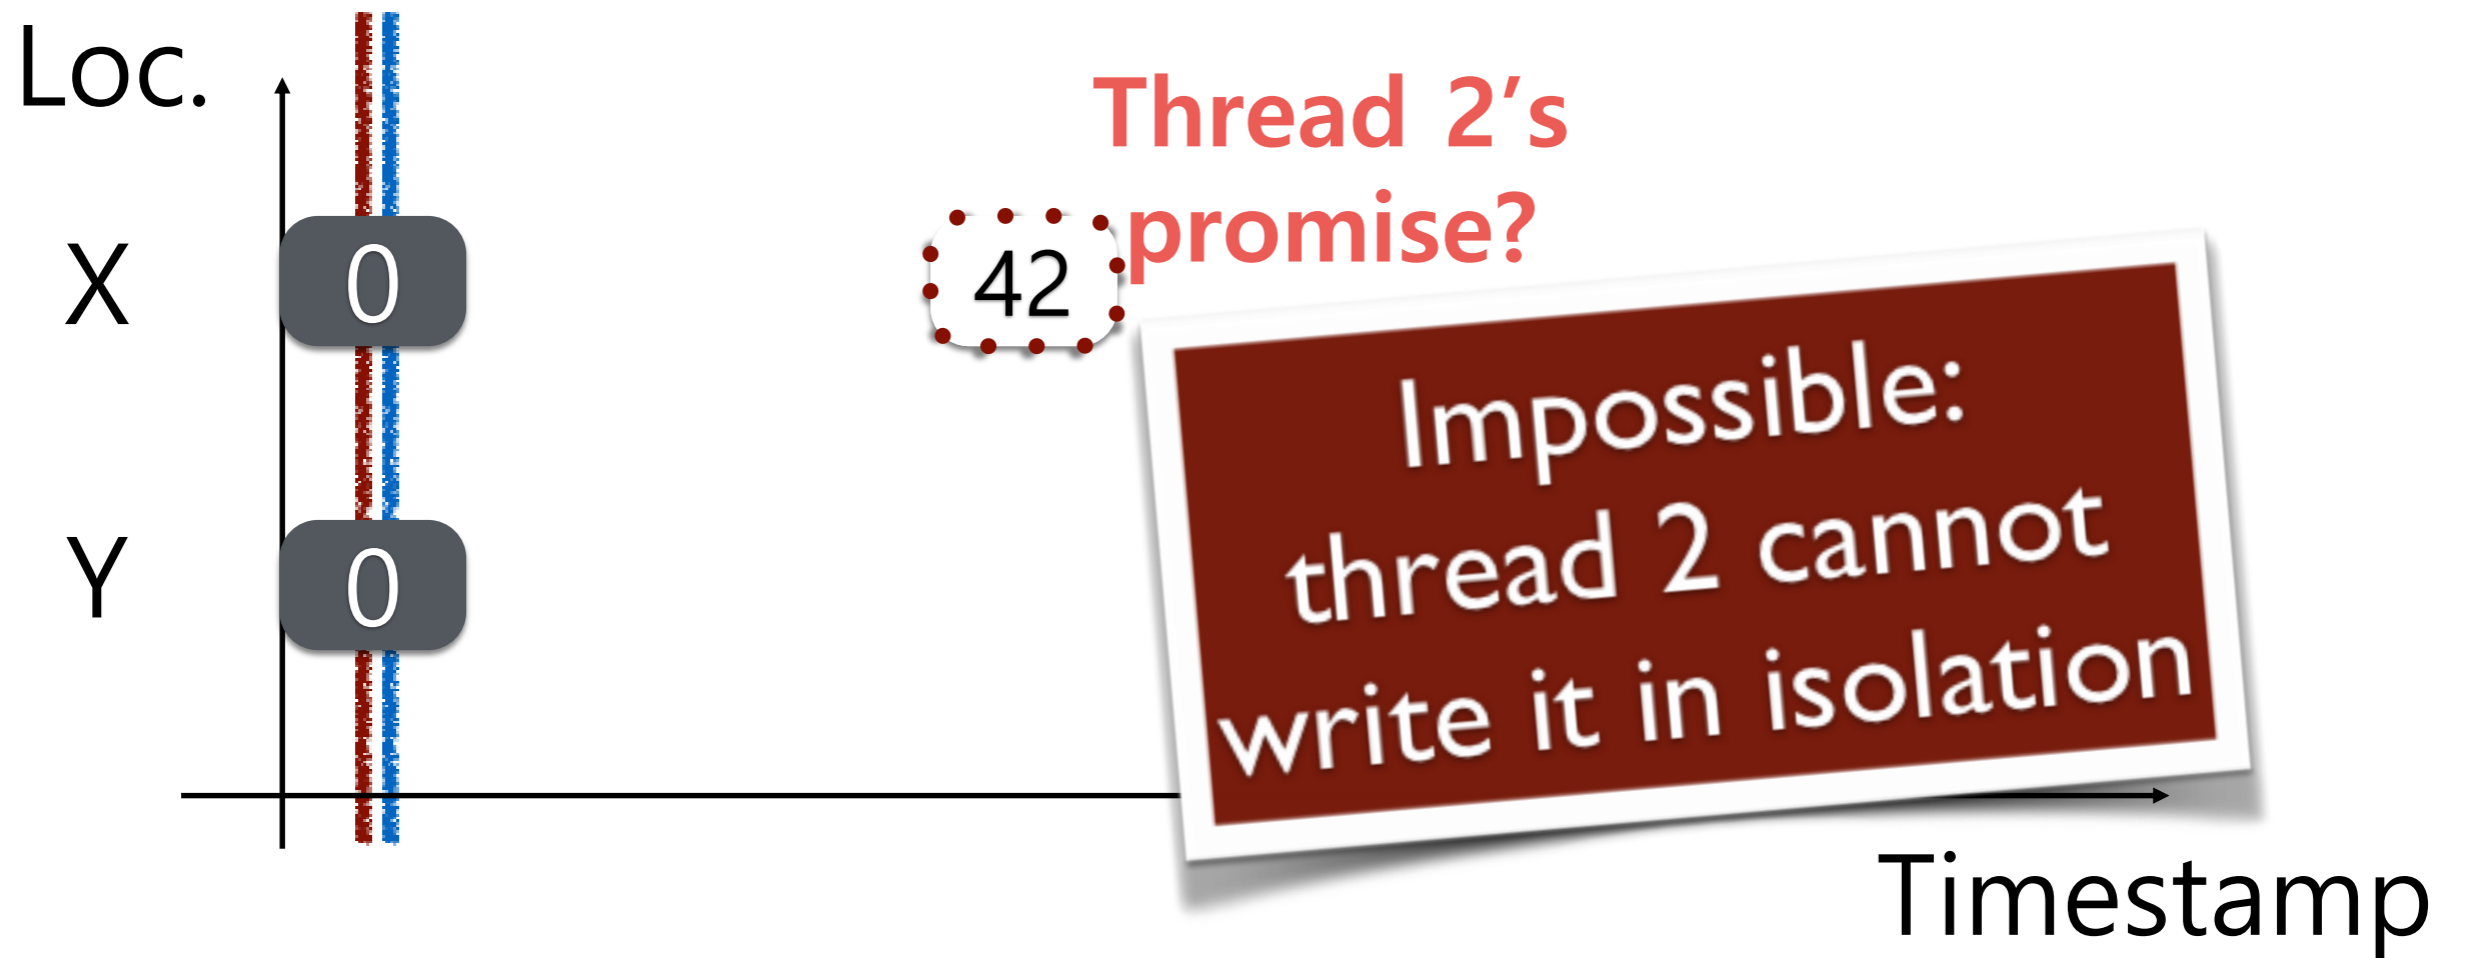 Loc.
Thread 2’s
promise?
X
0
42
Impossible:
thread 2 cannot
write it in isolation
Y
0
Timestamp